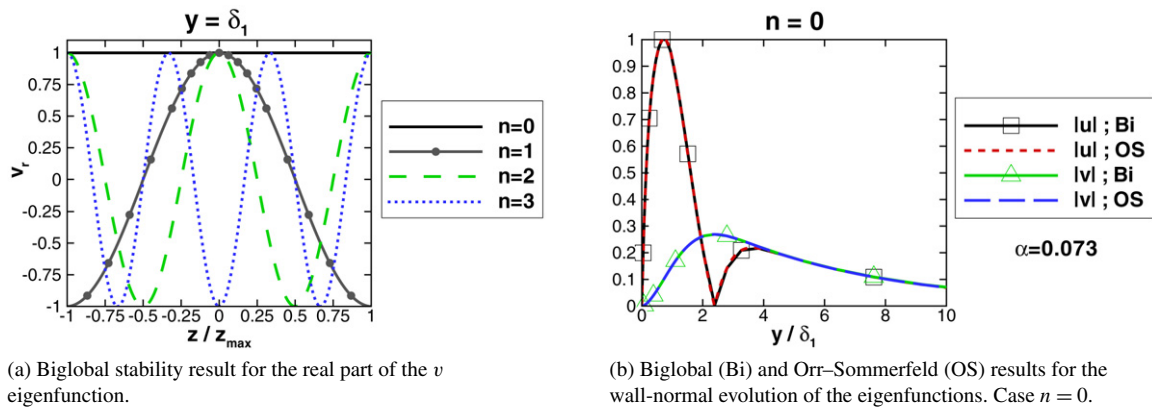 y = δ₁
1
0.75
0.5
0.25
0
-0.25
-0.5
-0.75
-1
v_r
-1 -0.75 -0.5 -0.25 0 0.25 0.5 0.75 1
z / z_max
n=0
n=1
n=2
n=3
(a) Biglobal stability result for the real part of the v
eigenfunction.
n = 0
1
0.9
0.8
0.7
0.6
0.5
0.4
0.3
0.2
0.1
0
0 2 4 6 8 10
y / δ₁
|u| ; Bi
|u| ; OS
|v| ; Bi
|v| ; OS
α=0.073
(b) Biglobal (Bi) and Orr–Sommerfeld (OS) results for the
wall-normal evolution of the eigenfunctions. Case n = 0.